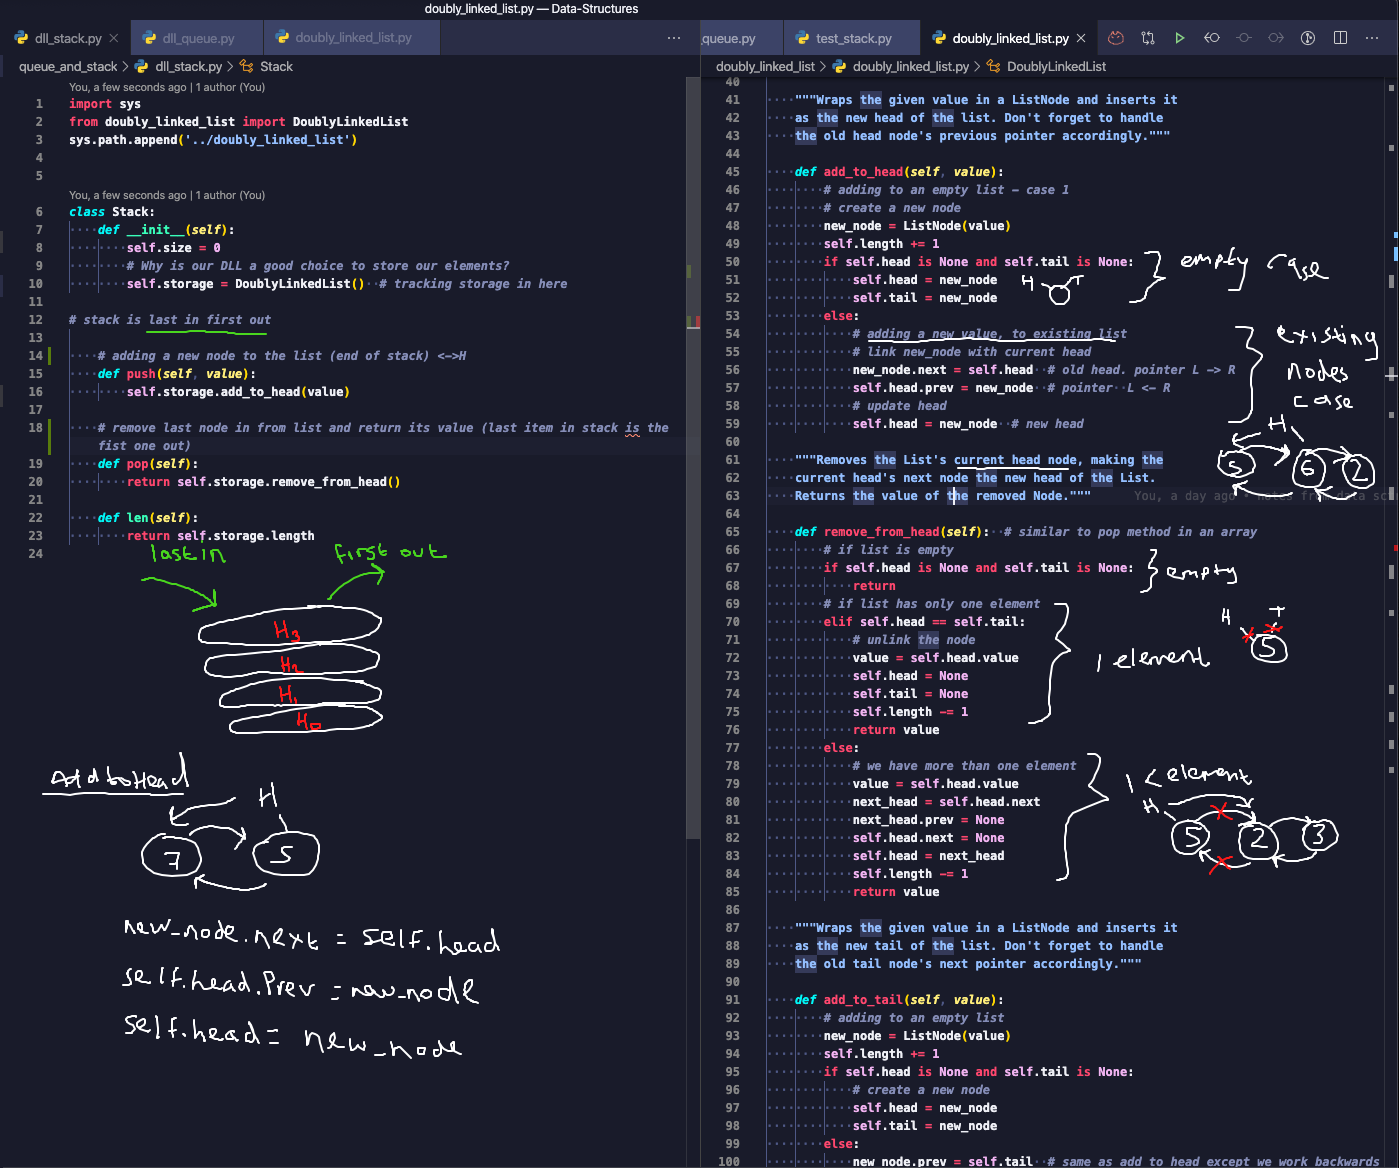 doubly_linked_list.py — Data-Structures
dll_stack.py
dll_queue.py
doubly_linked_list.py
queue_and_stack > dll_stack.py > Stack
You, a few seconds ago | 1 author (You)
1 import sys
2 from doubly_linked_list import DoublyLinkedList
3 sys.path.append('../doubly_linked_list')
4
5
You, a few seconds ago | 1 author (You)
6 class Stack:
7 def __init__(self):
8 self.size = 0
9 # Why is our DLL a good choice to store our elements?
10 self.storage = DoublyLinkedList() # tracking storage in here
11
12 # stack is last in first out
13
14 # adding a new node to the list (end of stack) <->H
15 def push(self, value):
16 self.storage.add_to_head(value)
17
18 # remove last node in from list and return its value (last item in stack is the
fist one out)
19 def pop(self):
20 return self.storage.remove_from_head()
21
22 def len(self):
23 return self.storage.length
24
last in
first out
H3
H2
H1
H0
Add to Head
H
7
5
new_node.next = self.head
self.head.Prev = new_node
self.head = new_node
queue.py
test_stack.py
doubly_linked_list.py
doubly_linked_list > doubly_linked_list.py > DoublyLinkedList
40
41 """Wraps the given value in a ListNode and inserts it
42 as the new head of the list. Don't forget to handle
43 the old head node's previous pointer accordingly."""
44
45 def add_to_head(self, value):
46 # adding to an empty list - case 1
47 # create a new node
48 new_node = ListNode(value)
49 self.length += 1
50 if self.head is None and self.tail is None:
51 self.head = new_node
52 self.tail = new_node
53 else:
54 # adding a new value, to existing list
55 # link new_node with current head
56 new_node.next = self.head # old head. pointer L -> R
57 self.head.prev = new_node # pointer L <- R
58 # update head
59 self.head = new_node # new head
60
61 """Removes the List's current head node, making the
62 current head's next node the new head of the List.
63 Returns the value of the removed Node."""
You, a day ago
64
65 def remove_from_head(self): # similar to pop method in an array
66 # if list is empty
67 if self.head is None and self.tail is None:
68 return
69 # if list has only one element
70 elif self.head == self.tail:
71 # unlink the node
72 value = self.head.value
73 self.head = None
74 self.tail = None
75 self.length -= 1
76 return value
77 else:
78 # we have more than one element
79 value = self.head.value
80 next_head = self.head.next
81 next_head.prev = None
82 self.head.next = None
83 self.head = next_head
84 self.length -= 1
85 return value
86
87 """Wraps the given value in a ListNode and inserts it
88 as the new tail of the list. Don't forget to handle
89 the old tail node's next pointer accordingly."""
90
91 def add_to_tail(self, value):
92 # adding to an empty list
93 new_node = ListNode(value)
94 self.length += 1
95 if self.head is None and self.tail is None:
96 # create a new node
97 self.head = new_node
98 self.tail = new_node
99 else:
100 new_node.prev = self.tail # same as add to head except we work backwards
H T
empty case
existing
nodes
case
H
5 6 2
empty
H T
5
1 element
1 < element
H
5 2 3